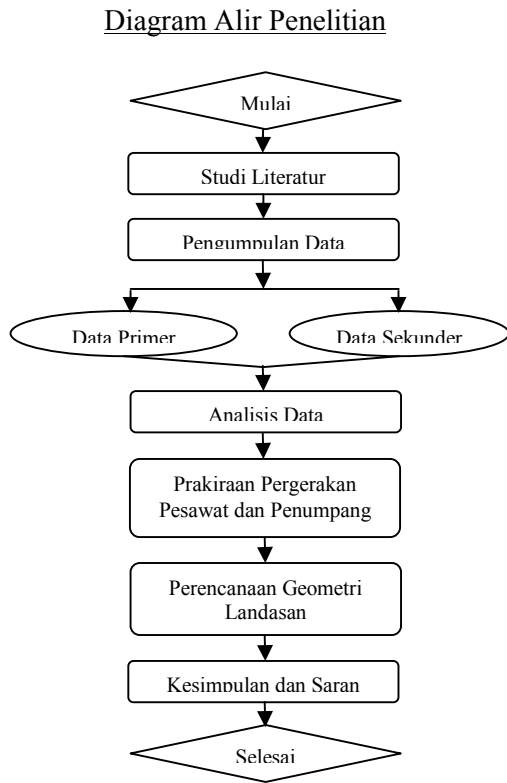 Diagram Alir Penelitian
Mulai
Studi Literatur
Pengumpulan Data
Data Primer
Data Sekunder
Analisis Data
Prakiraan Pergerakan
Pesawat dan Penumpang
Perencanaan Geometri
Landasan
Kesimpulan dan Saran
Selesai